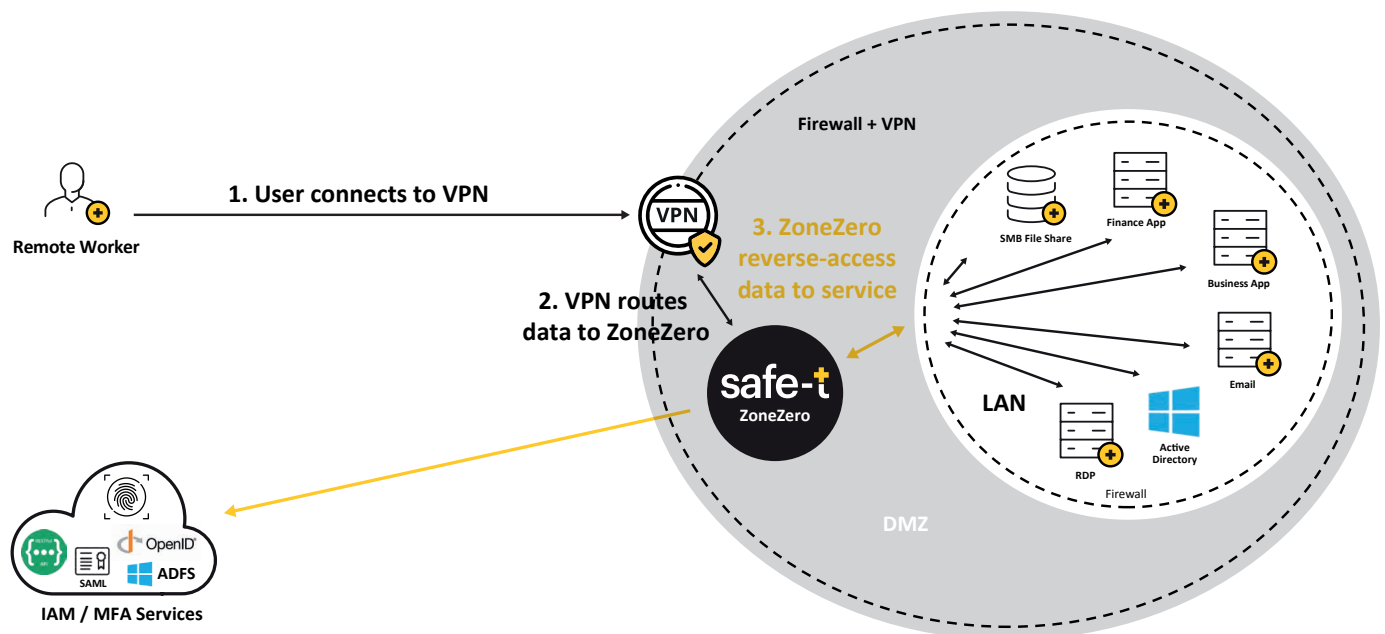 Firewall + VPN
1. User connects to VPN
Remote Worker
VPN
3. ZoneZero
reverse-access
data to service
2. VPN routes
data to ZoneZero
safe-t
ZoneZero
SMB File Share
Finance App
Business App
Email
LAN
Active
Directory
RDP
Firewall
DMZ
{•••}
OpenID®
SAML
ADFS
IAM / MFA Services